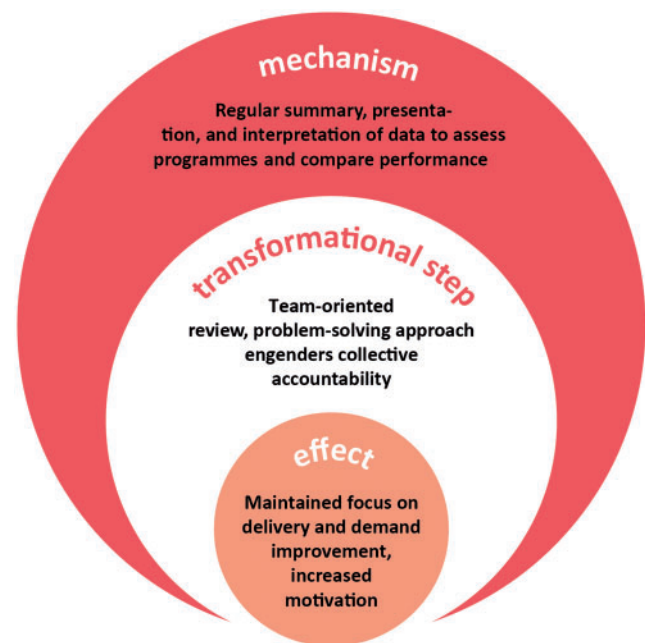 mechanism
Regular summary, presenta-
tion, and interpretation of data to assess
programmes and compare performance
transformational step
Team-oriented
review, problem-solving approach
engenders collective
accountability
effect
Maintained focus on
delivery and demand
improvement,
increased
motivation